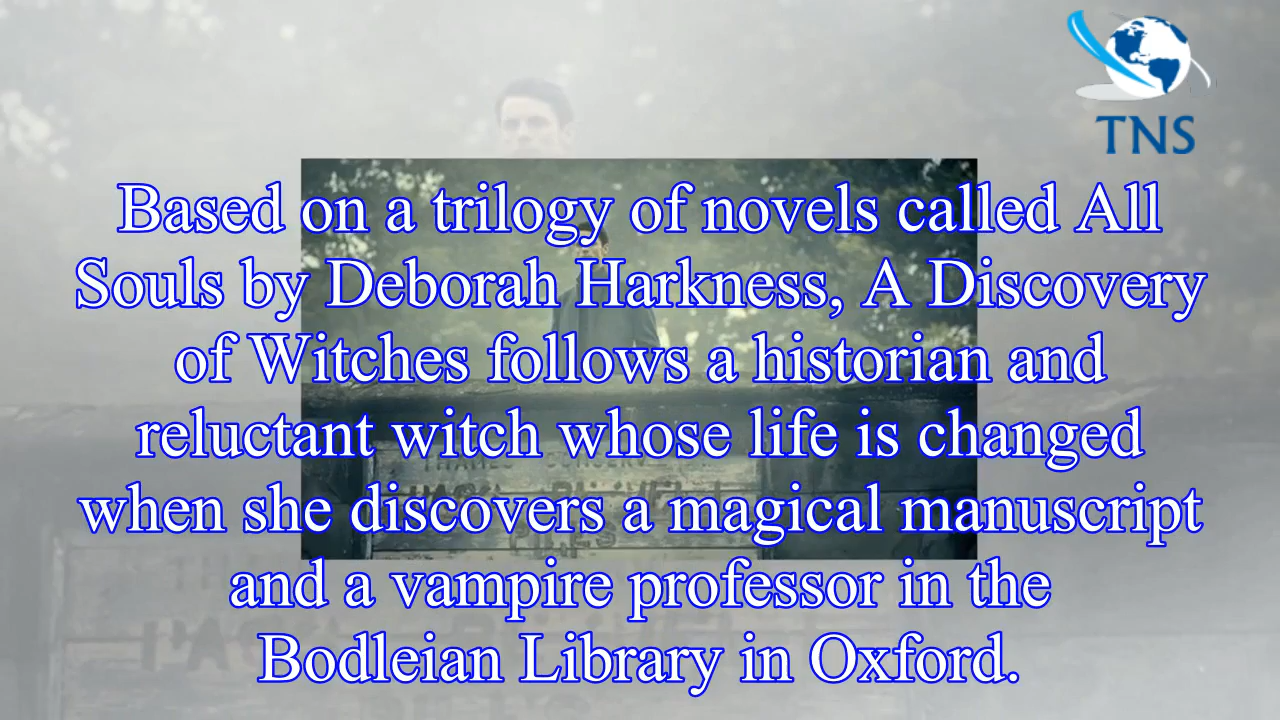 TNS
Based on a trilogy of novels called All
Souls by Deborah Harkness, A Discovery
of Witches follows a historian and
reluctant witch whose life is changed
when she discovers a magical manuscript
and a vampire professor in the
Bodleian Library in Oxford.